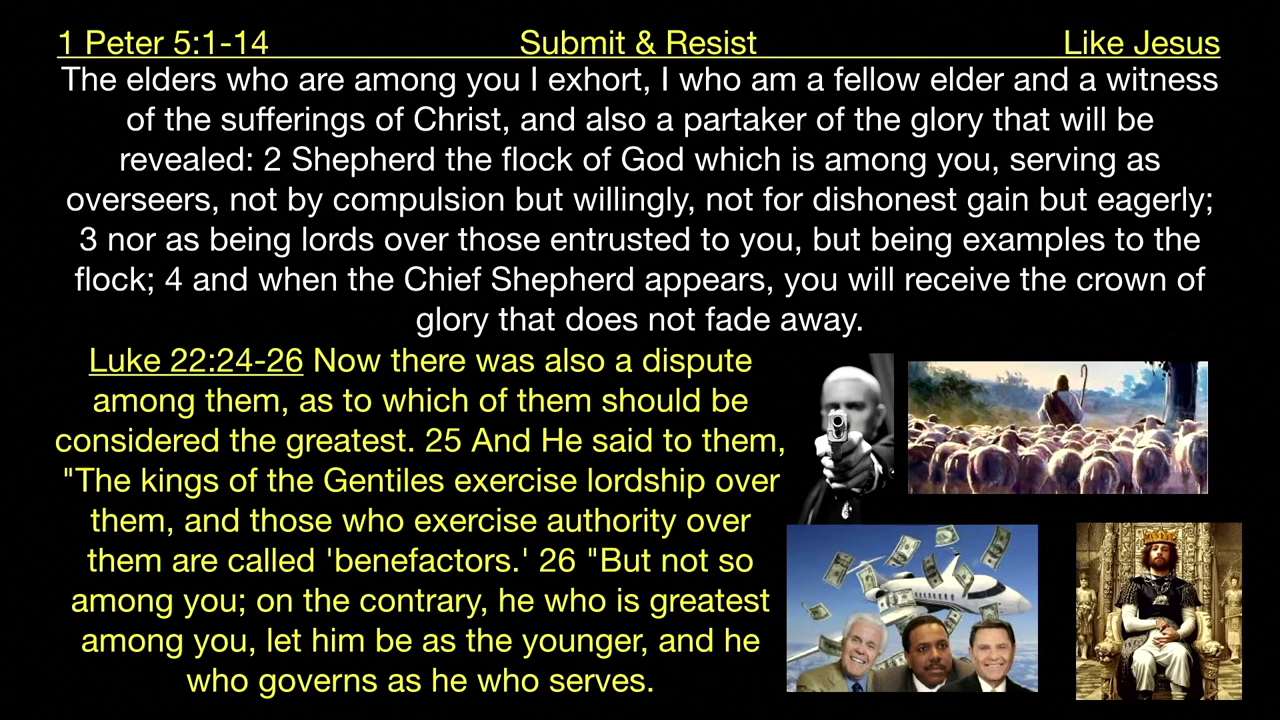 1 Peter 5:1-14 Submit & Resist Like Jesus
The elders who are among you I exhort, I who am a fellow elder and a witness
of the sufferings of Christ, and also a partaker of the glory that will be
revealed: 2 Shepherd the flock of God which is among you, serving as
overseers, not by compulsion but willingly, not for dishonest gain but eagerly;
3 nor as being lords over those entrusted to you, but being examples to the
flock; 4 and when the Chief Shepherd appears, you will receive the crown of
glory that does not fade away.
Luke 22:24-26 Now there was also a dispute
among them, as to which of them should be
considered the greatest. 25 And He said to them,
"The kings of the Gentiles exercise lordship over
them, and those who exercise authority over
them are called 'benefactors.' 26 "But not so
among you; on the contrary, he who is greatest
among you, let him be as the younger, and he
who governs as he who serves.